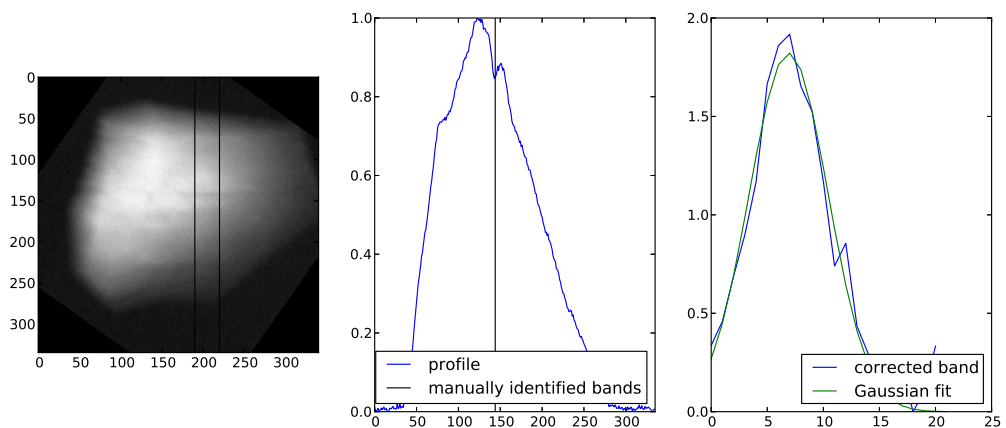 0
50
100
150
200
250
300
0 50 100 150 200 250 300
1.0
0.8
0.6
0.4
0.2
0.0
0 50 100 150 200 250 300
profile
manually identified bands
2.0
1.5
1.0
0.5
0.0
0 5 10 15 20 25
corrected band
Gaussian fit